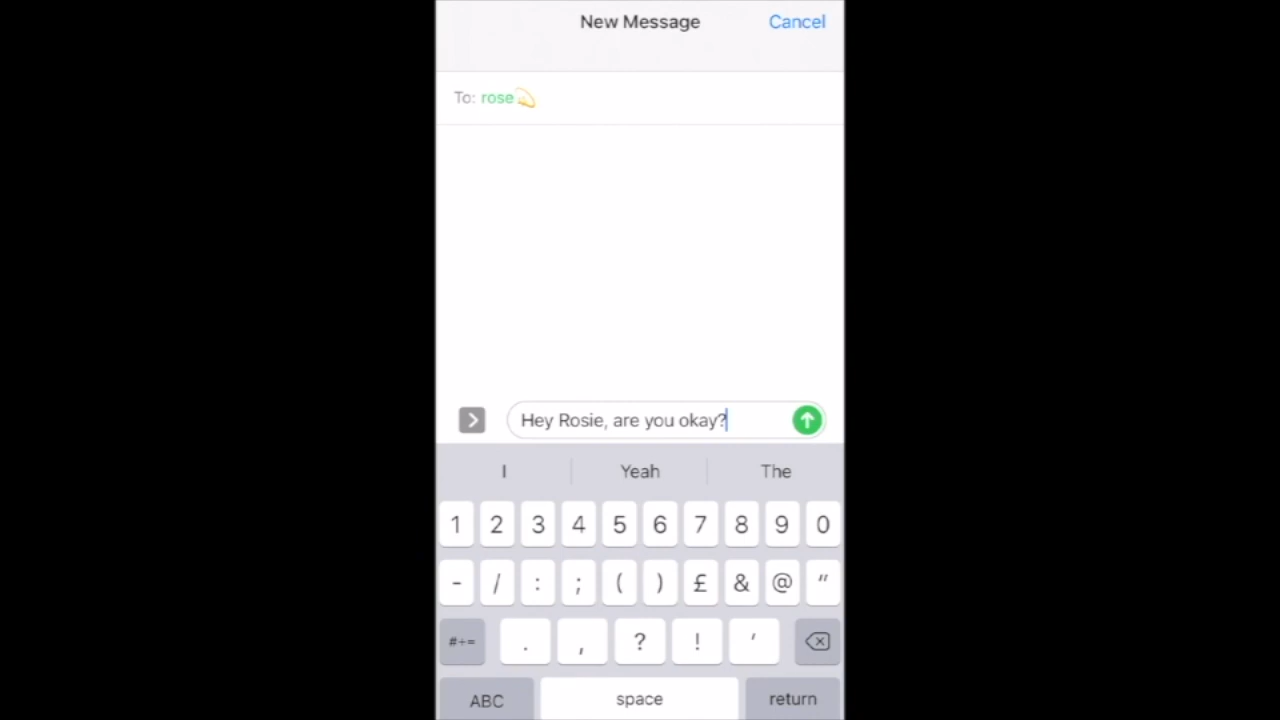 New Message
Cancel
To: rose💫
Hey Rosie, are you okay?
I Yeah The
1 2 3 4 5 6 7 8 9 0
- / : ; ( ) £ & @ "
#+= . , ? ! '
ABC space return